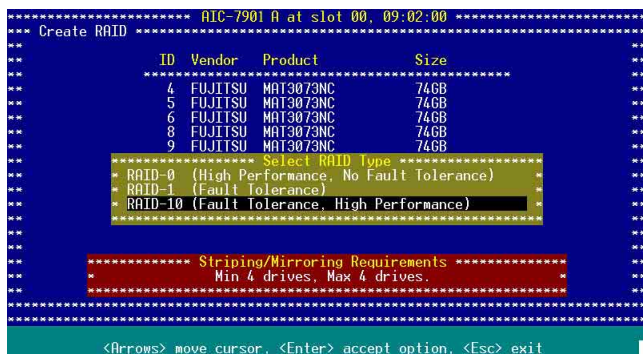 AIC-7901 A at slot 00, 09:02:00
Create RAID
ID Vendor Product Size
4 FUJITSU MAT3073NC 74GB
5 FUJITSU MAT3073NC 74GB
6 FUJITSU MAT3073NC 74GB
8 FUJITSU MAT3073NC 74GB
9 FUJITSU MAT3073NC 74GB
Select RAID Type
RAID-0 (High Performance, No Fault Tolerance)
RAID-1 (Fault Tolerance)
RAID-10 (Fault Tolerance, High Performance)
Striping/Mirroring Requirements
Min 4 drives, Max 4 drives.
<Arrows> move cursor, <Enter> accept option, <Esc> exit